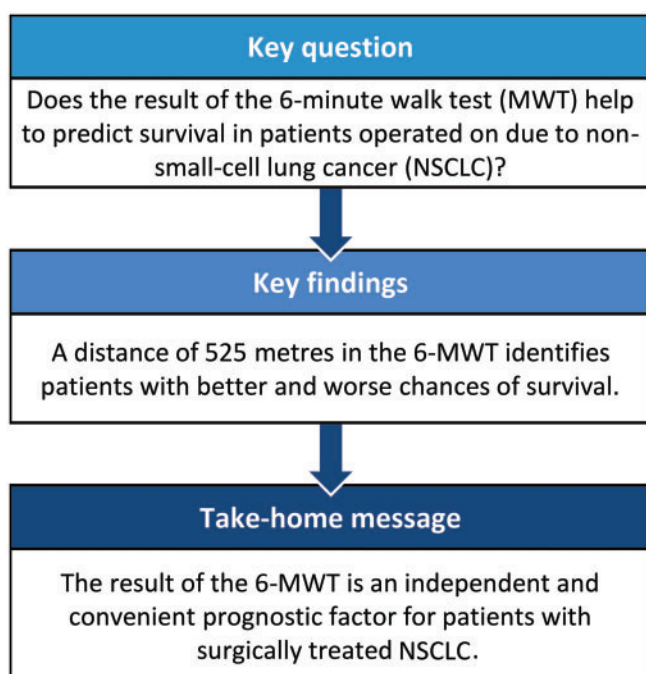 Key question
Does the result of the 6-minute walk test (MWT) help
to predict survival in patients operated on due to non-
small-cell lung cancer (NSCLC)?
Key findings
A distance of 525 metres in the 6-MWT identifies
patients with better and worse chances of survival.
Take-home message
The result of the 6-MWT is an independent and
convenient prognostic factor for patients with
surgically treated NSCLC.